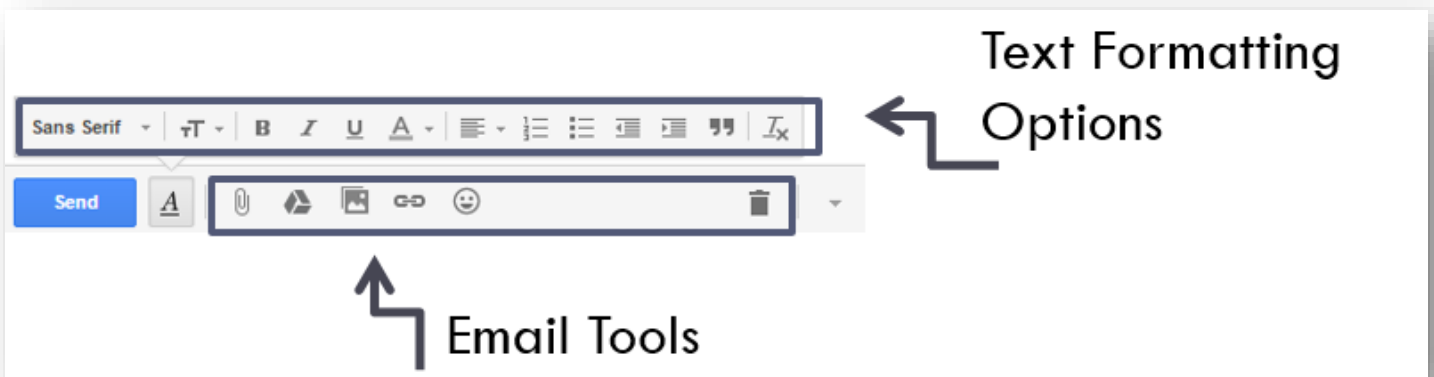 Text Formatting
Options
Sans Serif
Send
Email Tools